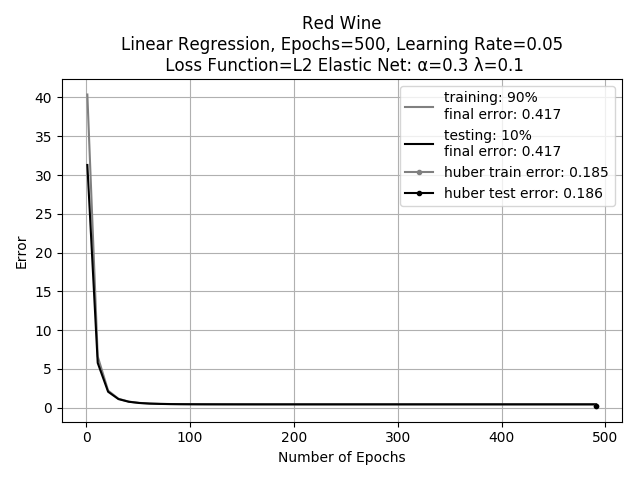 Red Wine
Linear Regression, Epochs=500, Learning Rate=0.05
Loss Function=L2 Elastic Net: α=0.3 λ=0.1
training: 90%
final error: 0.417
testing: 10%
final error: 0.417
huber train error: 0.185
huber test error: 0.186
Error
40
35
30
25
20
15
10
5
0
0 100 200 300 400 500
Number of Epochs